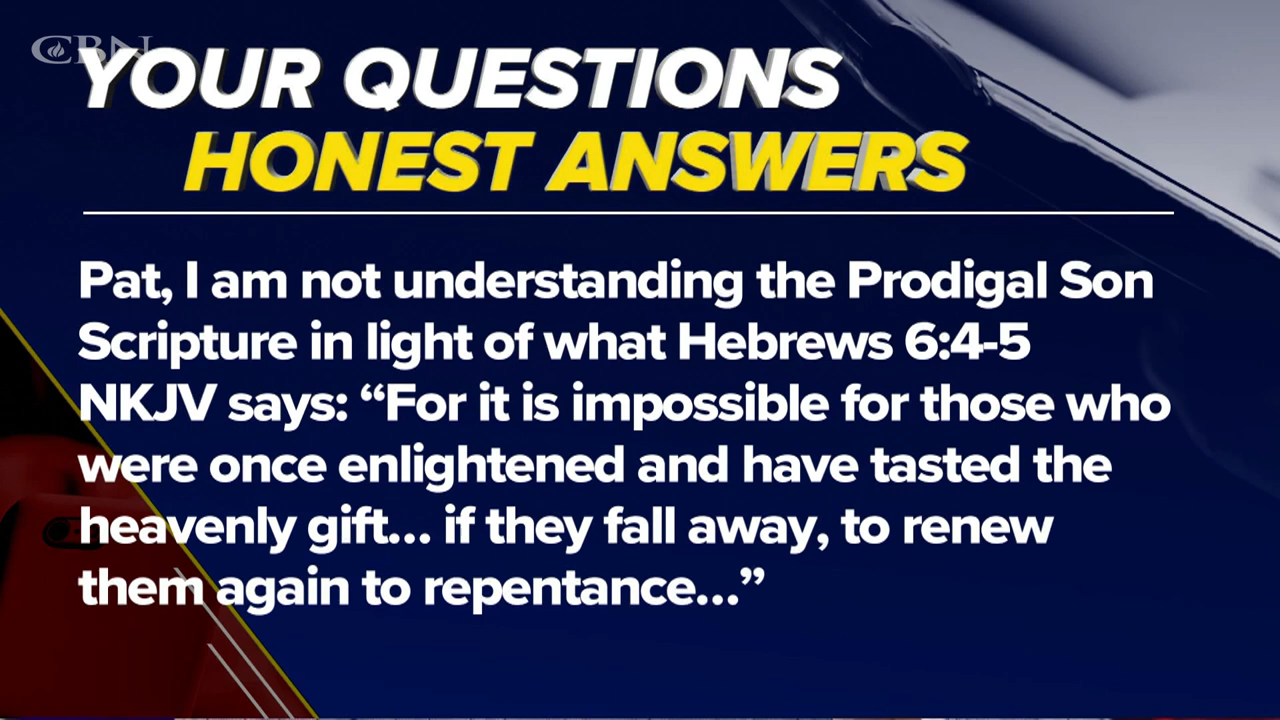 CBN
YOUR QUESTIONS
HONEST ANSWERS
Pat, I am not understanding the Prodigal Son
Scripture in light of what Hebrews 6:4-5
NKJV says: “For it is impossible for those who
were once enlightened and have tasted the
heavenly gift... if they fall away, to renew
them again to repentance...”